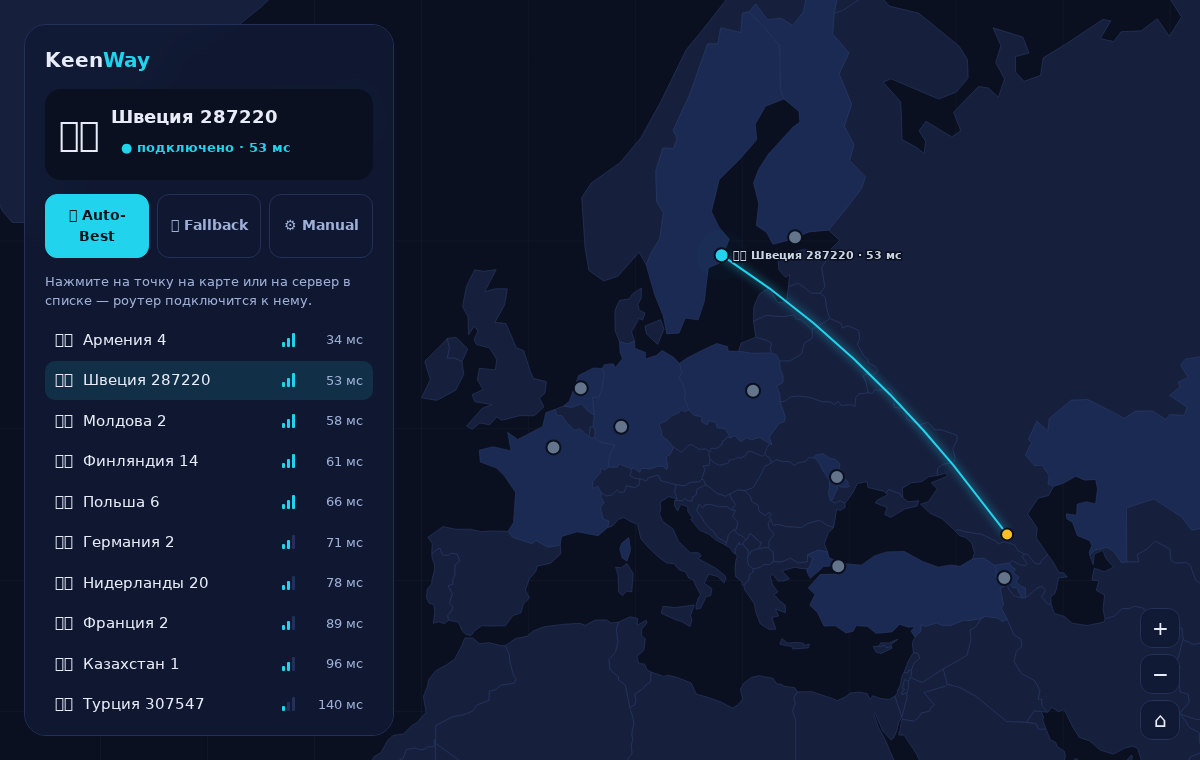 KeenWay
Швеция 287220
● подключено · 53 мс
Auto-
Best
Fallback
⚙ Manual
Нажмите на точку на карте или на сервер в
списке — роутер подключится к нему.
Армения 4 34 мс
Швеция 287220 53 мс
Молдова 2 58 мс
Финляндия 14 61 мс
Польша 6 66 мс
Германия 2 71 мс
Нидерланды 20 78 мс
Франция 2 89 мс
Казахстан 1 96 мс
Турция 307547 140 мс
Швеция 287220 · 53 мс
+
−
⌂